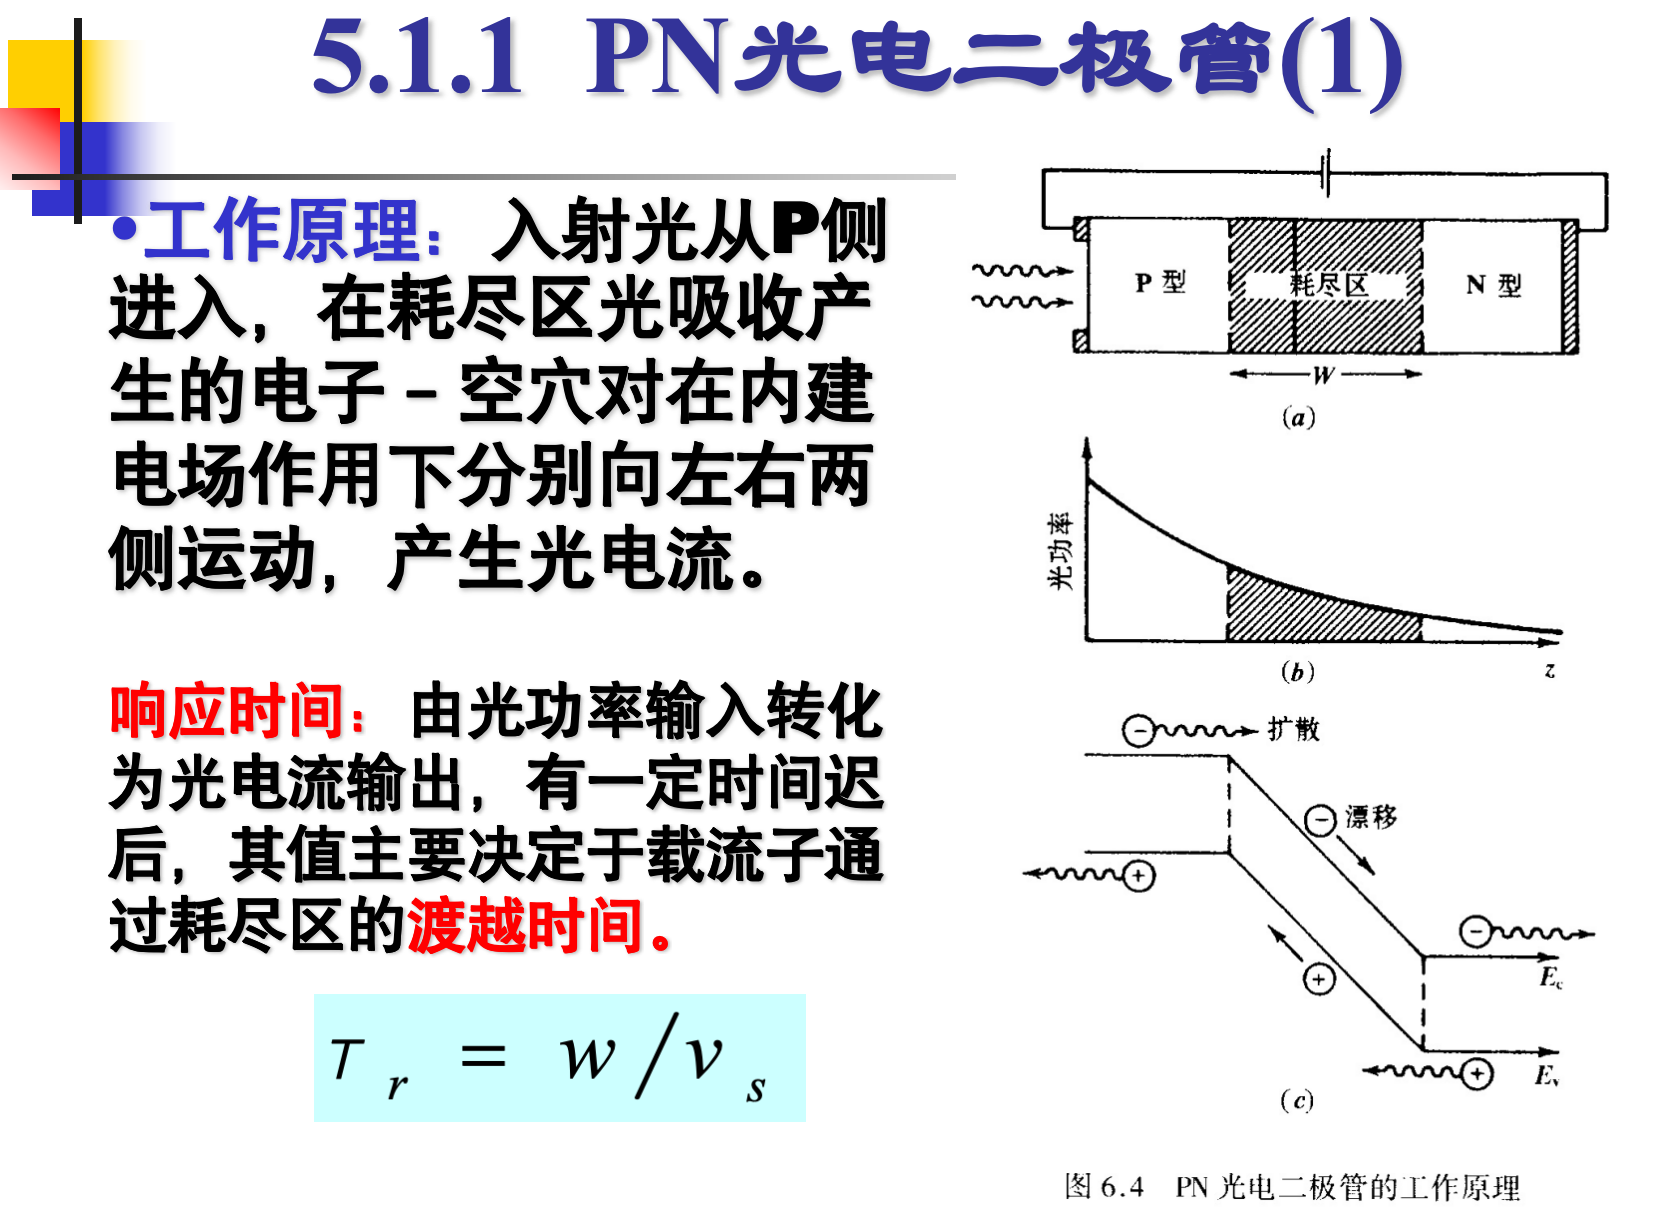 5.1.1 PN光电二极管(1)
•工作原理：入射光从P侧
进入，在耗尽区光吸收产
生的电子－空穴对在内建
电场作用下分别向左右两
侧运动，产生光电流。
响应时间：由光功率输入转化
为光电流输出，有一定时间迟
后，其值主要决定于载流子通
过耗尽区的渡越时间。
τ r = w/v s
P 型
耗尽区
N 型
W
(a)
光功率
z
(b)
− 扩散
− 漂移
+
−
+
Ec
+
Ev
(c)
图 6.4 PN 光电二极管的工作原理